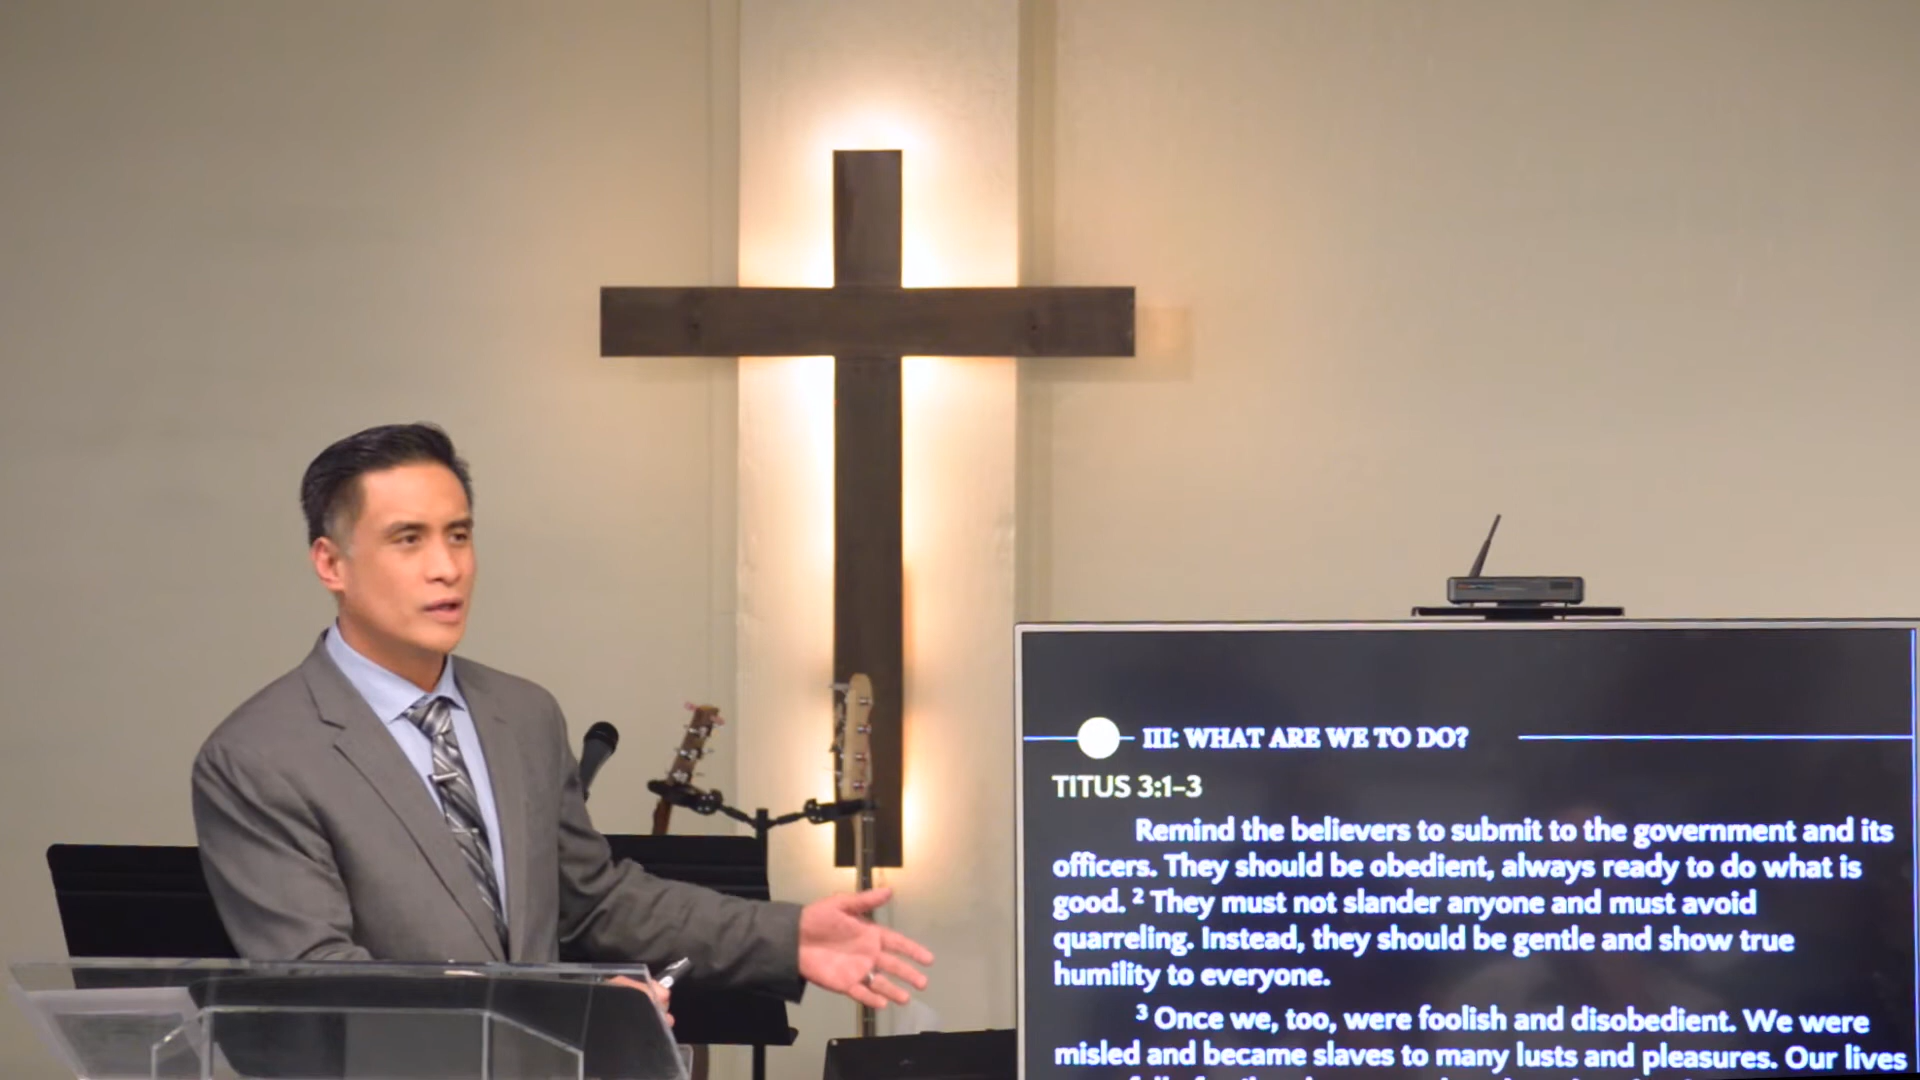 III: WHAT ARE WE TO DO?
TITUS 3:1–3
Remind the believers to submit to the government and its
officers. They should be obedient, always ready to do what is
good. ² They must not slander anyone and must avoid
quarreling. Instead, they should be gentle and show true
humility to everyone.
³ Once we, too, were foolish and disobedient. We were
misled and became slaves to many lusts and pleasures. Our lives